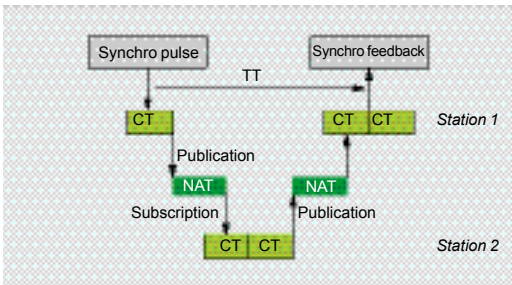 Synchro pulse
Synchro feedback
TT
CT
CT CT
Station 1
Publication
NAT
NAT
Subscription
Publication
CT CT
Station 2